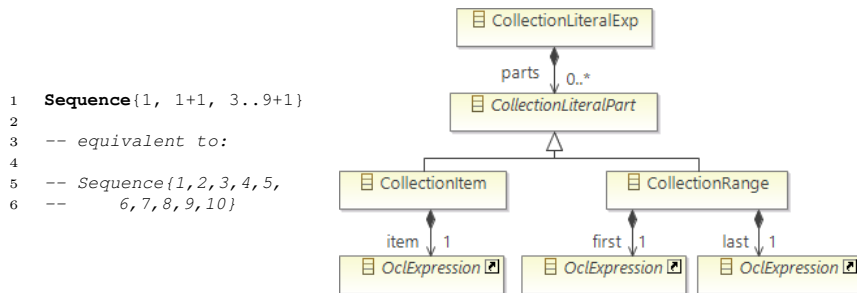 1 Sequence{1, 1+1, 3..9+1}
2
3 -- equivalent to:
4
5 -- Sequence{1,2,3,4,5,
6 -- 6,7,8,9,10}
CollectionLiteralExp
parts 0..*
CollectionLiteralPart
CollectionItem CollectionRange
item 1 first 1 last 1
OclExpression OclExpression OclExpression